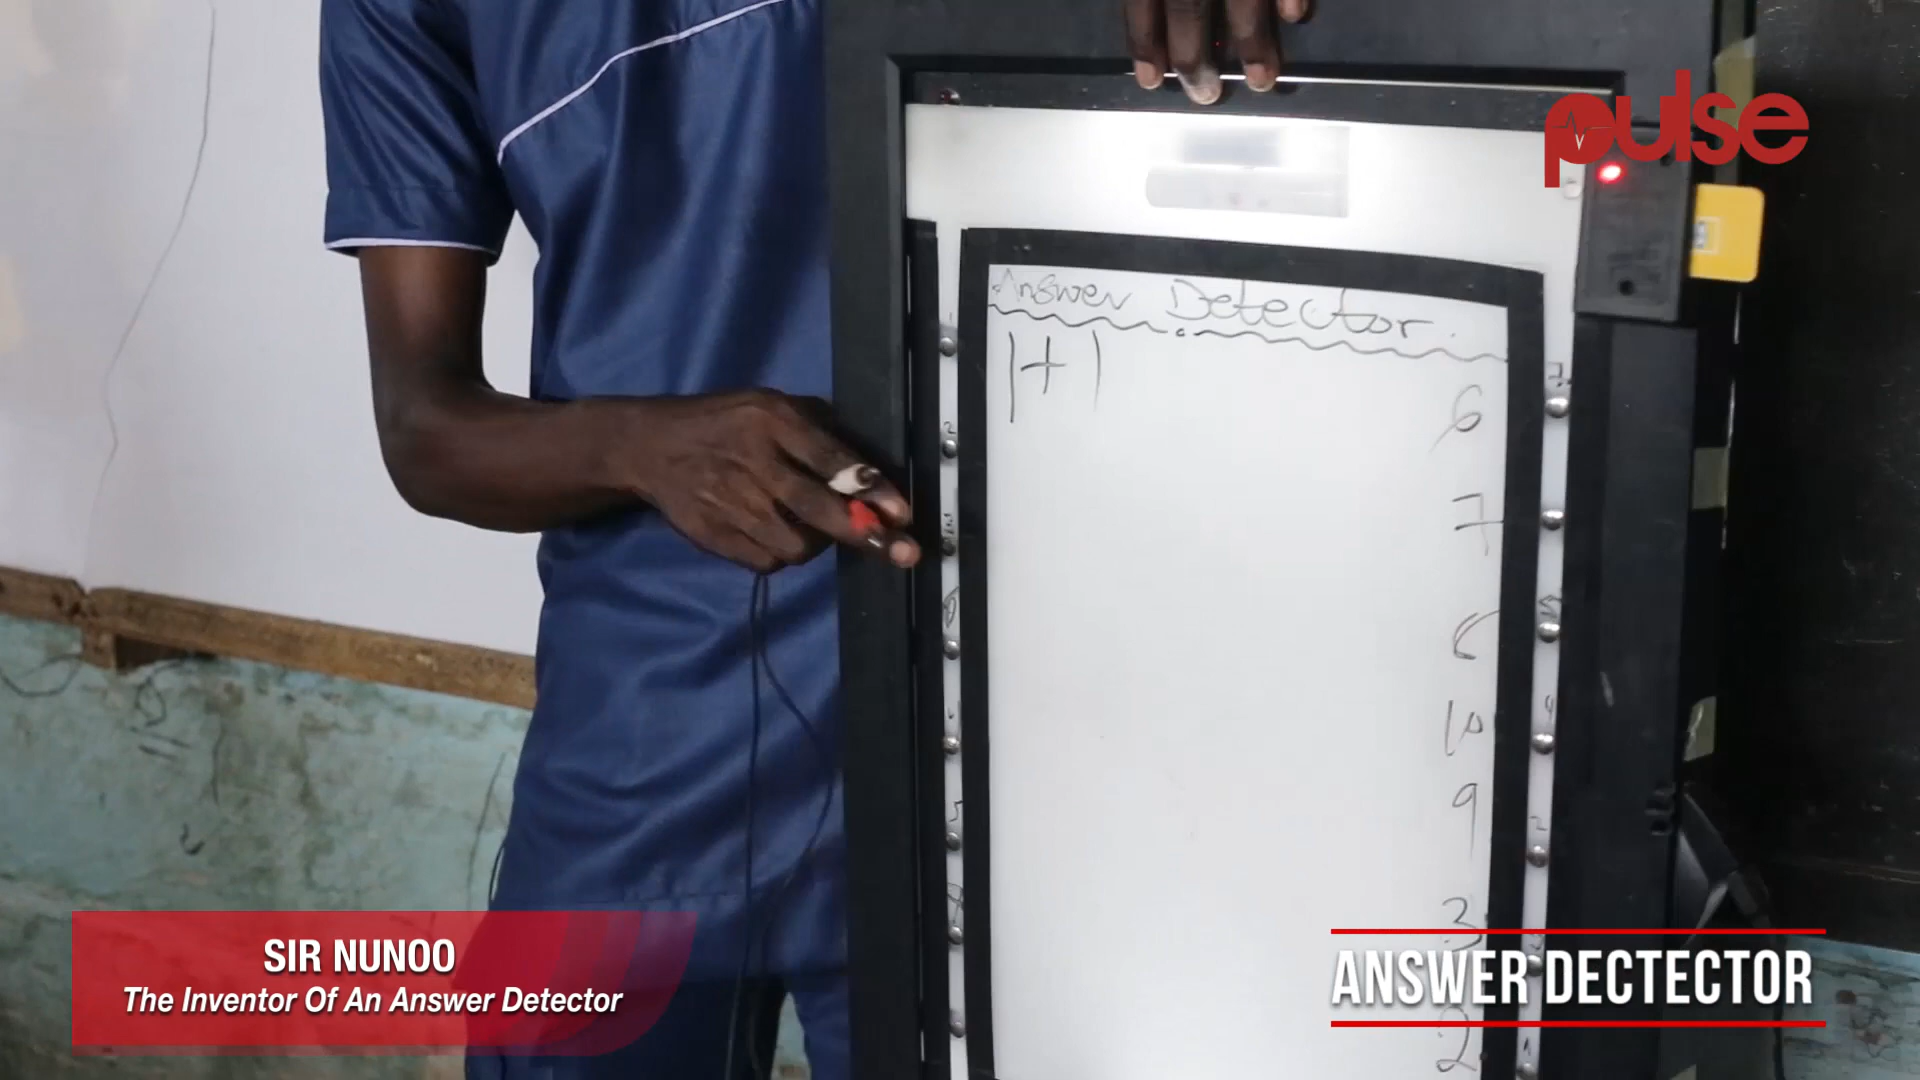 pulse
Answer Detector.
1+1
6
7
10
9
3
2
SIR NUNOO
The Inventor Of An Answer Detector
ANSWER DECTECTOR